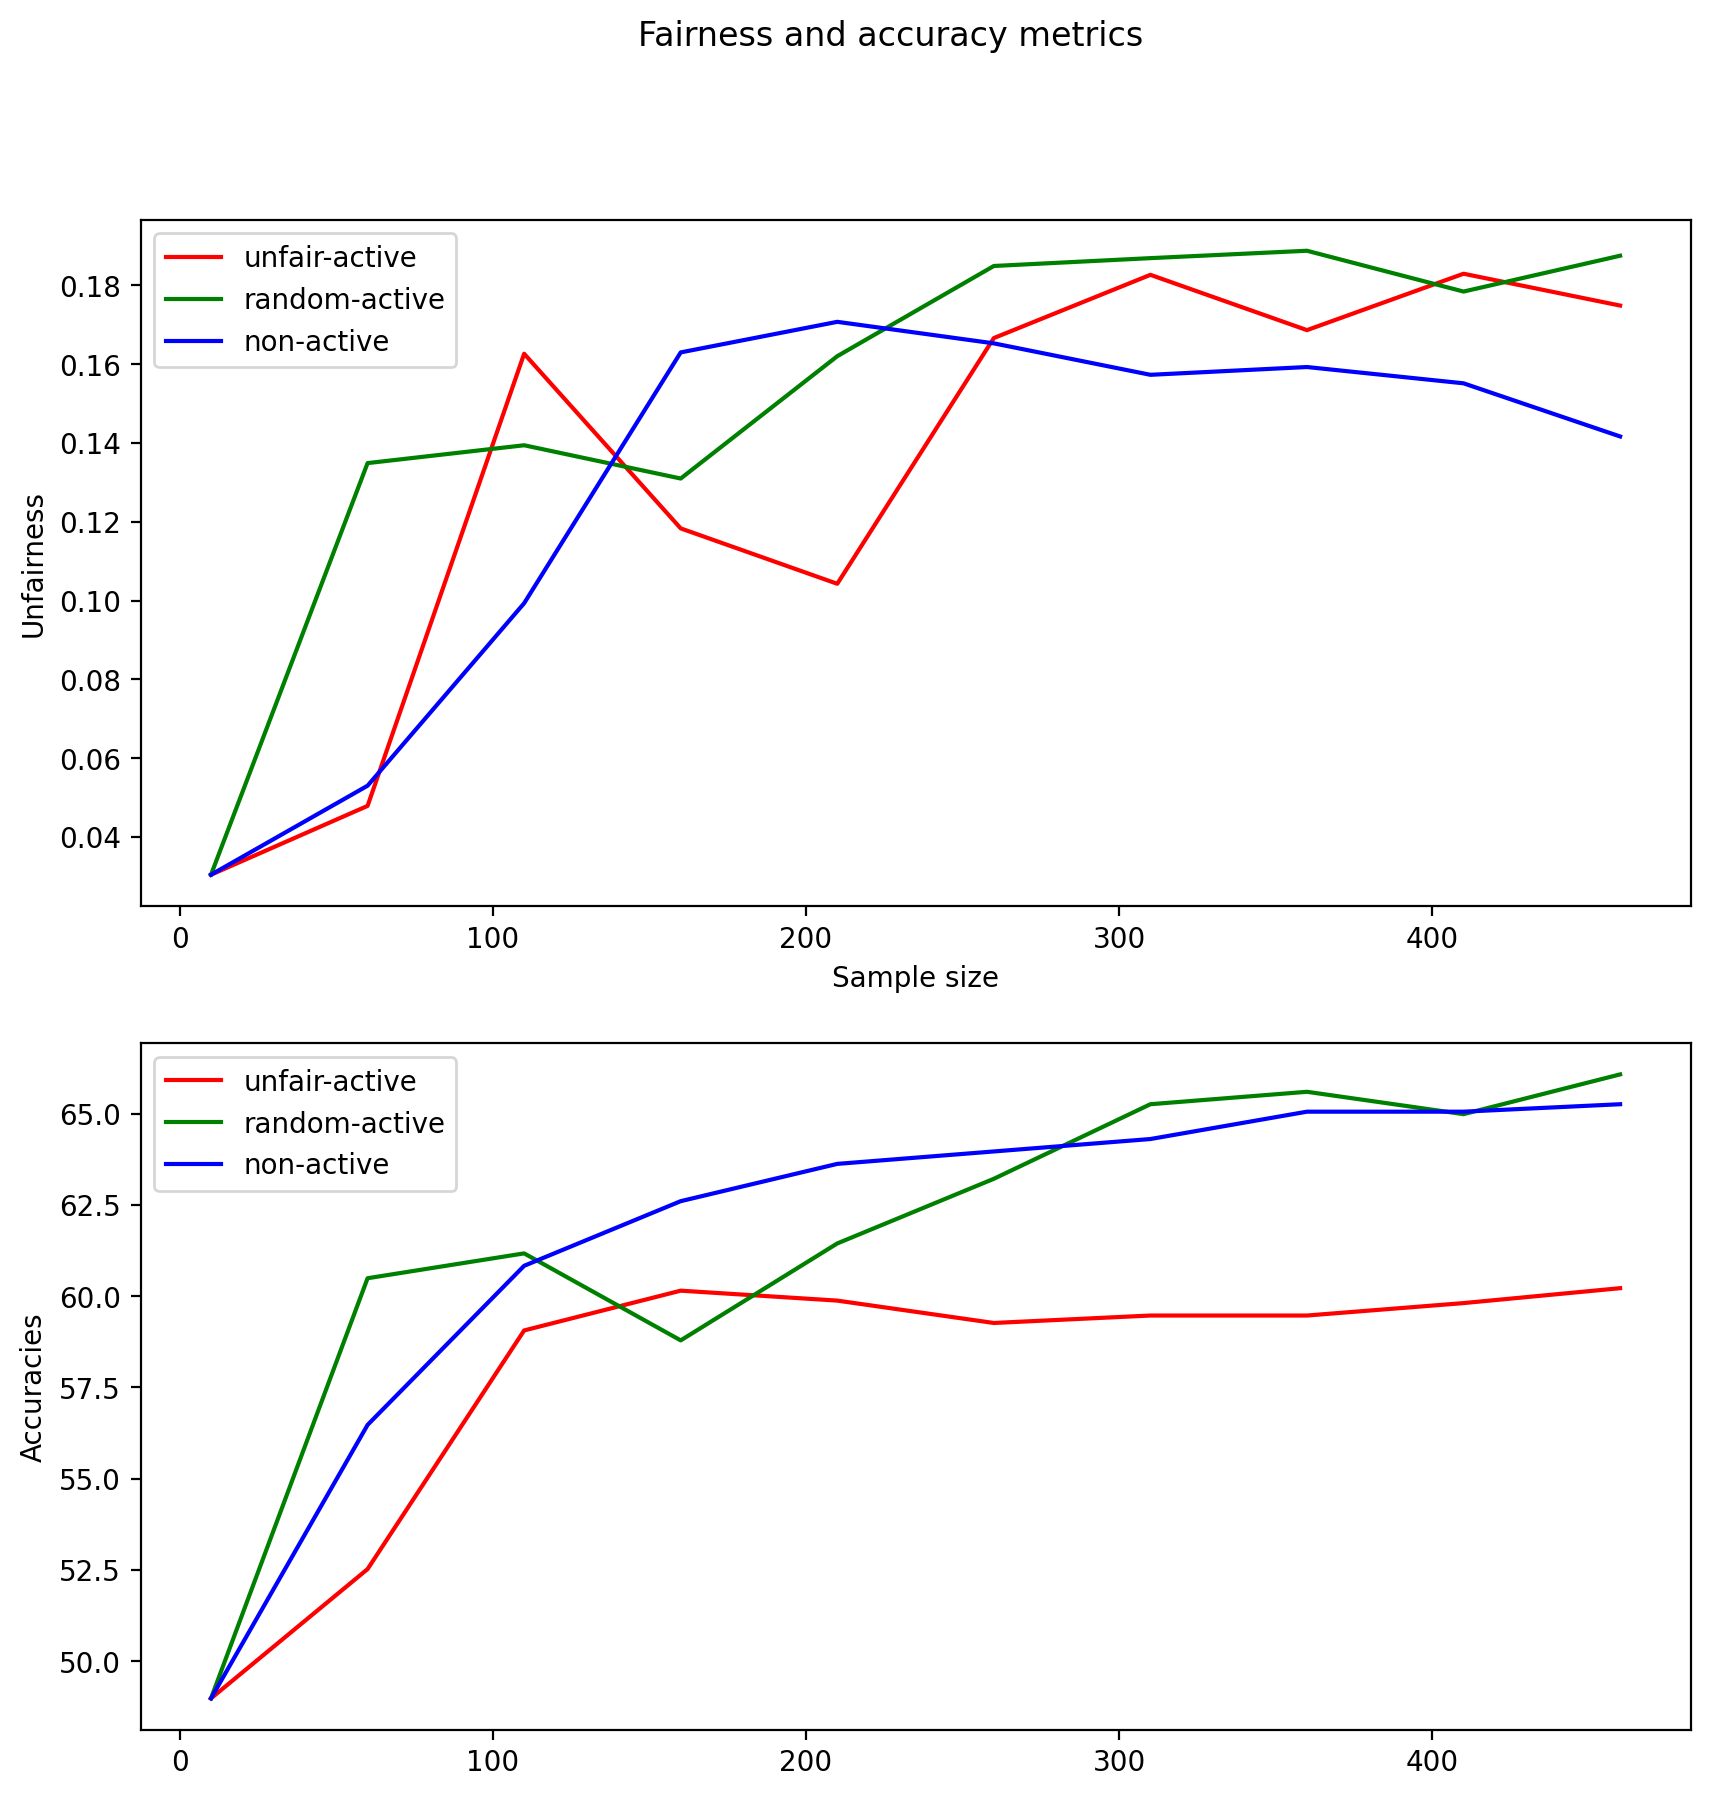 Fairness and accuracy metrics
unfair-active
random-active
non-active
0.18
0.16
0.14
0.12
0.10
0.08
0.06
0.04
Unfairness
0 100 200 300 400
Sample size
unfair-active
random-active
non-active
65.0
62.5
60.0
57.5
55.0
52.5
50.0
Accuracies
0 100 200 300 400